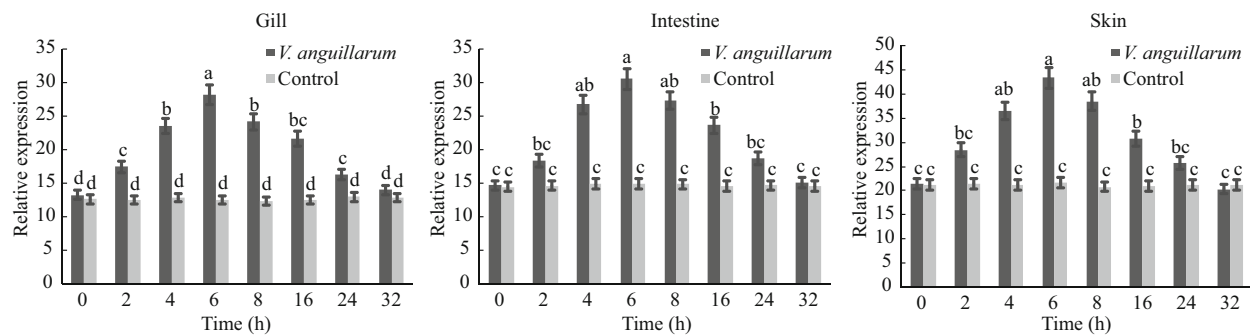 Gill
Relative expression
35
30
25
20
15
10
5
0
V. anguillarum
Control
d d c d b d a d b d bc d c d d d
0 2 4 6 8 16 24 32
Time (h)
Intestine
Relative expression
35
30
25
20
15
10
5
0
V. anguillarum
Control
c c bc c ab c a c ab c b c bc c c c
0 2 4 6 8 16 24 32
Time (h)
Skin
Relative expression
50
45
40
35
30
25
20
15
10
5
0
V. anguillarum
Control
c c bc c ab c a c ab c b c bc c c c
0 2 4 6 8 16 24 32
Time (h)